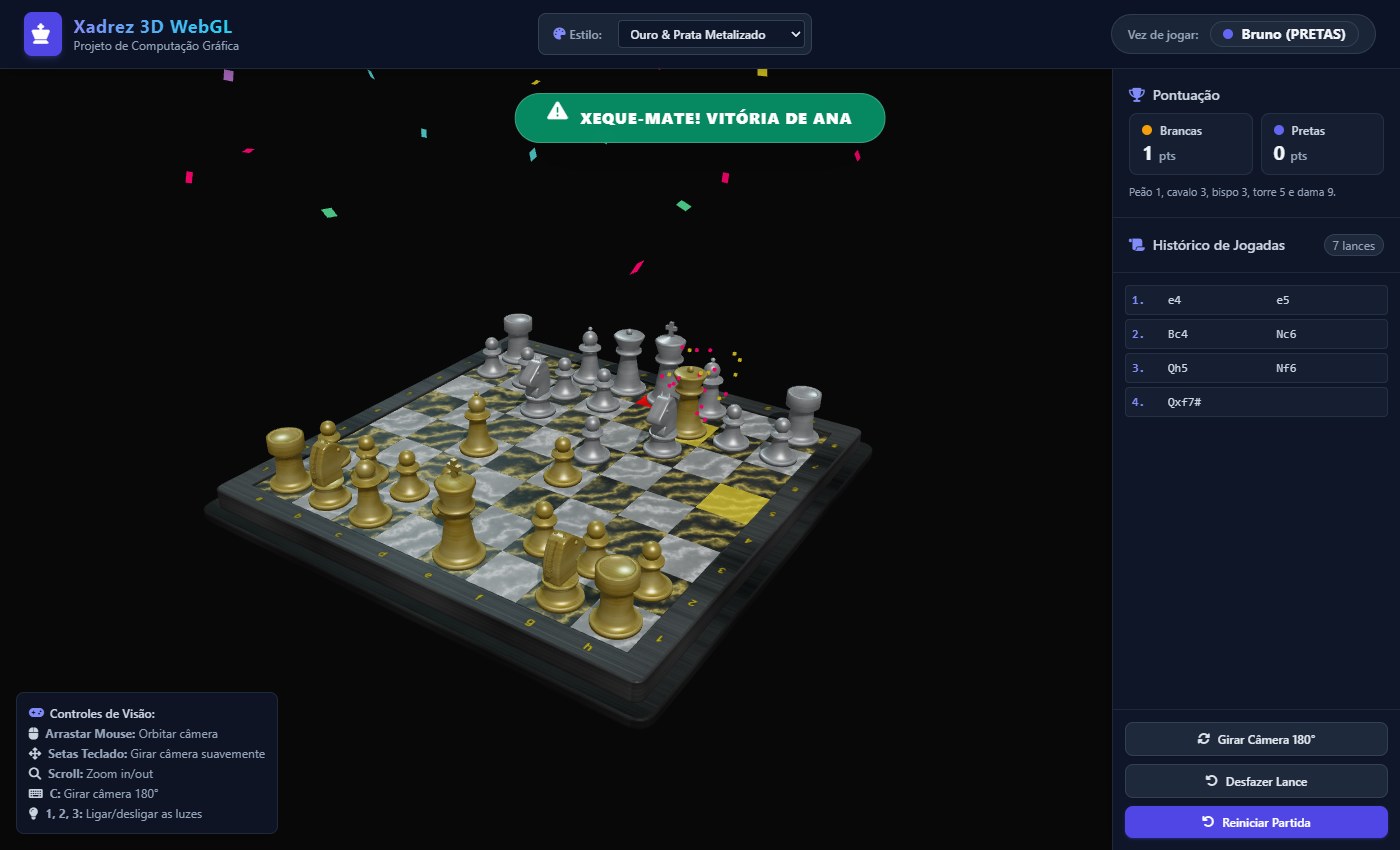 Xadrez 3D WebGL
Projeto de Computação Gráfica
Estilo: Ouro & Prata Metalizado
Vez de jogar: Bruno (PRETAS)
XEQUE-MATE! VITÓRIA DE ANA
Pontuação
Brancas
1 pts
Pretas
0 pts
Peão 1, cavalo 3, bispo 3, torre 5 e dama 9.
Histórico de Jogadas 7 lances
1. e4 e5
2. Bc4 Nc6
3. Qh5 Nf6
4. Qxf7#
c
d
e
f
g
h
1
2
3
4
Controles de Visão:
Arrastar Mouse: Orbitar câmera
Setas Teclado: Girar câmera suavemente
Scroll: Zoom in/out
C: Girar câmera 180°
1, 2, 3: Ligar/desligar as luzes
Girar Câmera 180°
Desfazer Lance
Reiniciar Partida